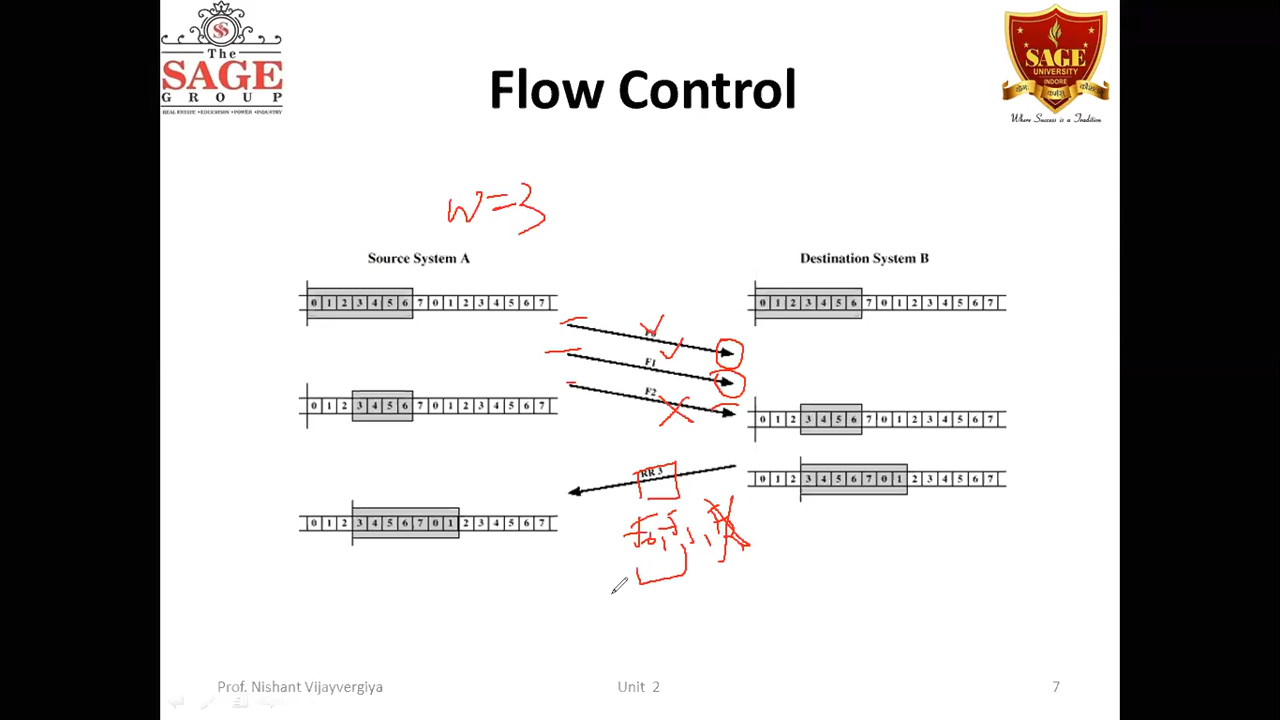 The
SAGE
GROUP
REAL ESTATE • EDUCATION • POWER • INDUSTRY
SAGE
UNIVERSITY
INDORE
Where Success is a Tradition
Flow Control
W=3
Source System A
Destination System B
0 1 2 3 4 5 6 7 0 1 2 3 4 5 6 7
0 1 2 3 4 5 6 7 0 1 2 3 4 5 6 7
F0
F1
F2
0 1 2 3 4 5 6 7 0 1 2 3 4 5 6 7
0 1 2 3 4 5 6 7 0 1 2 3 4 5 6 7
RR 3
0 1 2 3 4 5 6 7 0 1 2 3 4 5 6 7
0 1 2 3 4 5 6 7 0 1 2 3 4 5 6 7
Prof. Nishant Vijayvergiya
Unit 2
7